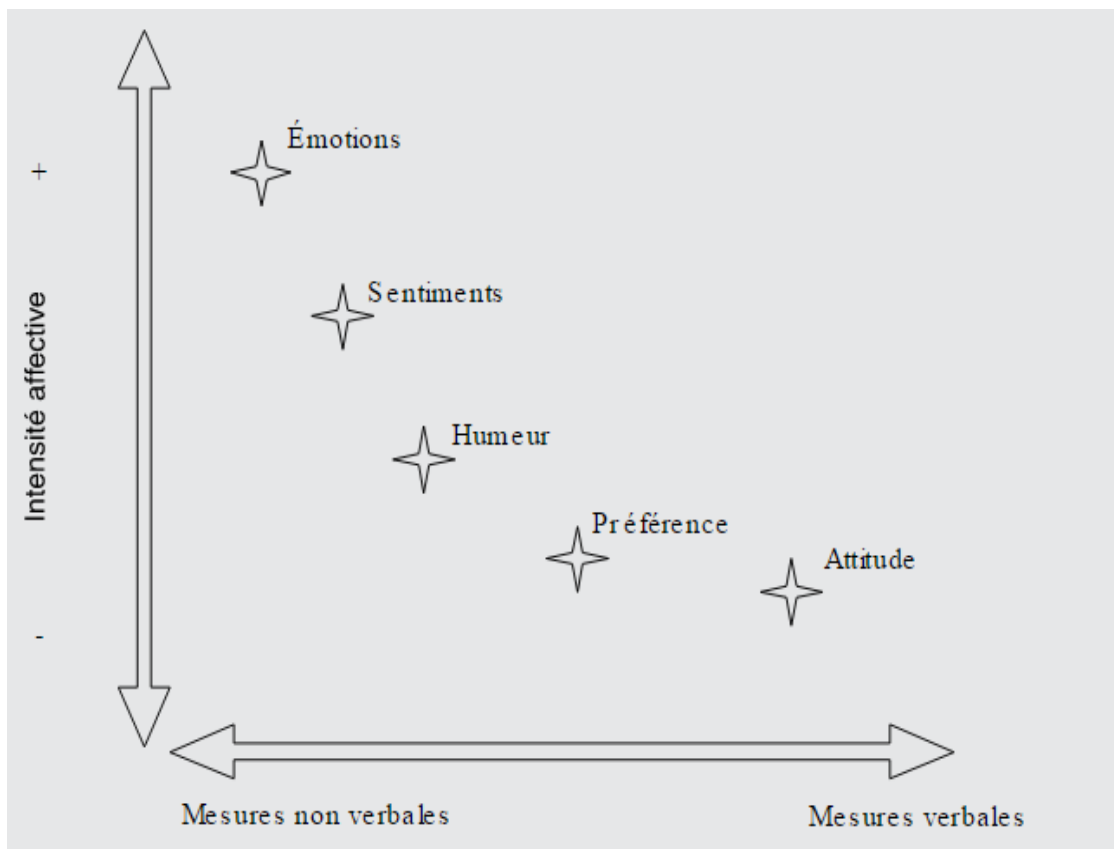 Émotions
+
Sentiments
Intensité affective
Humeur
Préférence
Attitude
-
Mesures non verbales
Mesures verbales